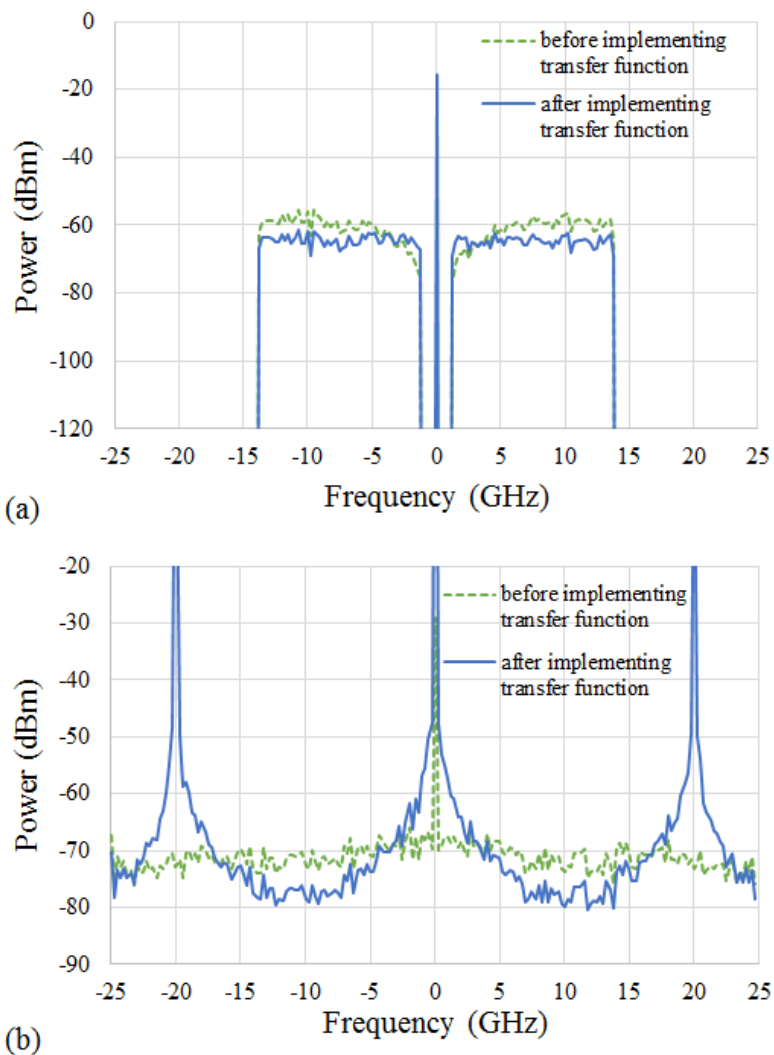 0
-20
-40
-60
-80
-100
-120
Power (dBm)
before implementing
transfer function
after implementing
transfer function
-25 -20 -15 -10 -5 0 5 10 15 20 25
Frequency (GHz)
(a)
-20
-30
-40
-50
-60
-70
-80
-90
Power (dBm)
before implementing
transfer function
after implementing
transfer function
-25 -20 -15 -10 -5 0 5 10 15 20 25
Frequency (GHz)
(b)